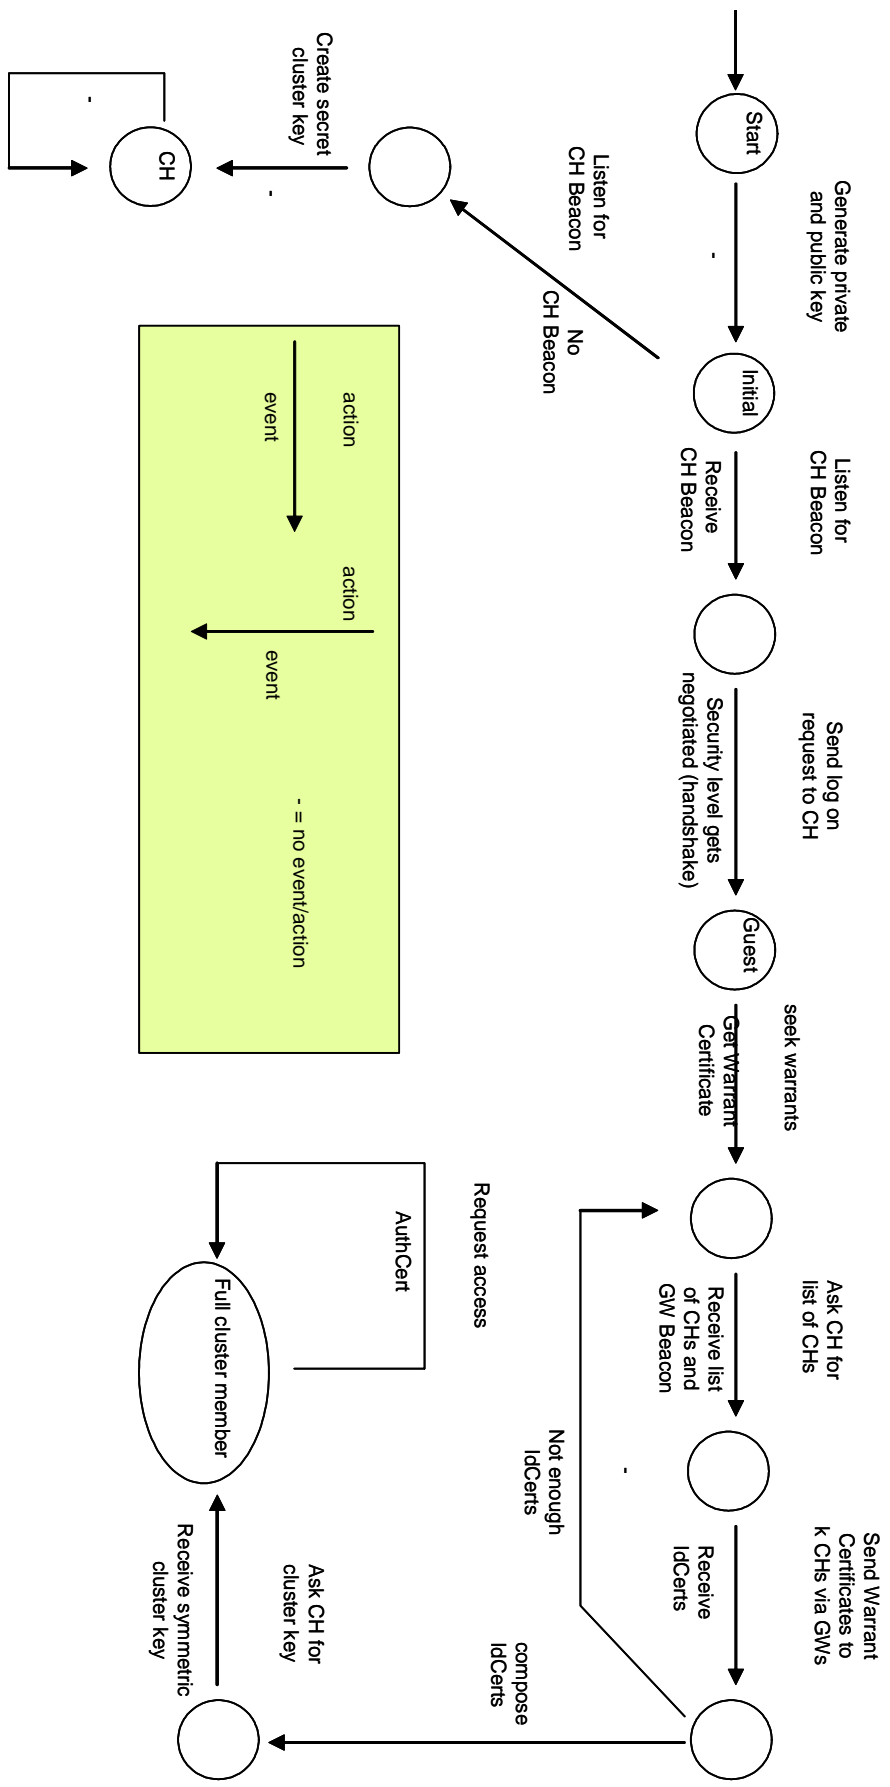 Start
Generate private
and public key
-
Initial
Listen for
CH Beacon
Receive
CH Beacon
Send log on
request to CH
Security level gets
negotiated (handshake)
Guest
seek warrants
Get Warrant
Certificate
Ask CH for
list of CHs
Receive list
of CHs and
GW Beacon
Send Warrant
Certificates to
k CHs via GWs
Receive
IdCerts
-
Not enough
IdCerts
compose
IdCerts
Listen for
CH Beacon
No
CH Beacon
Create secret
cluster key
-
CH
-
action
event
action
event
- = no event/action
Request access
AuthCert
Full cluster member
Ask CH for
cluster key
Receive symmetric
cluster key